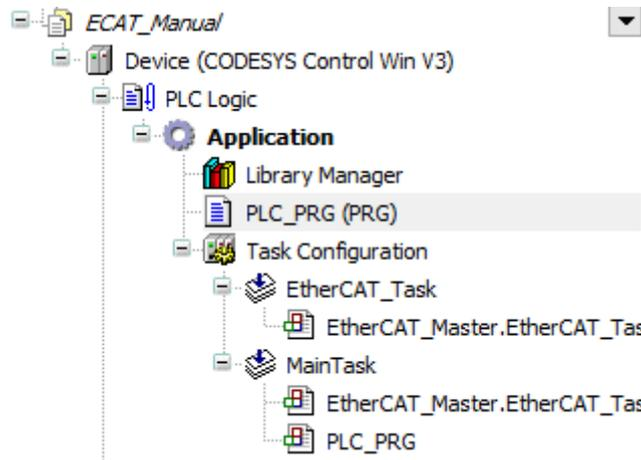 ECAT_Manual
Device (CODESYS Control Win V3)
PLC Logic
Application
Library Manager
PLC_PRG (PRG)
Task Configuration
EtherCAT_Task
EtherCAT_Master.EtherCAT_Tas
MainTask
EtherCAT_Master.EtherCAT_Tas
PLC_PRG